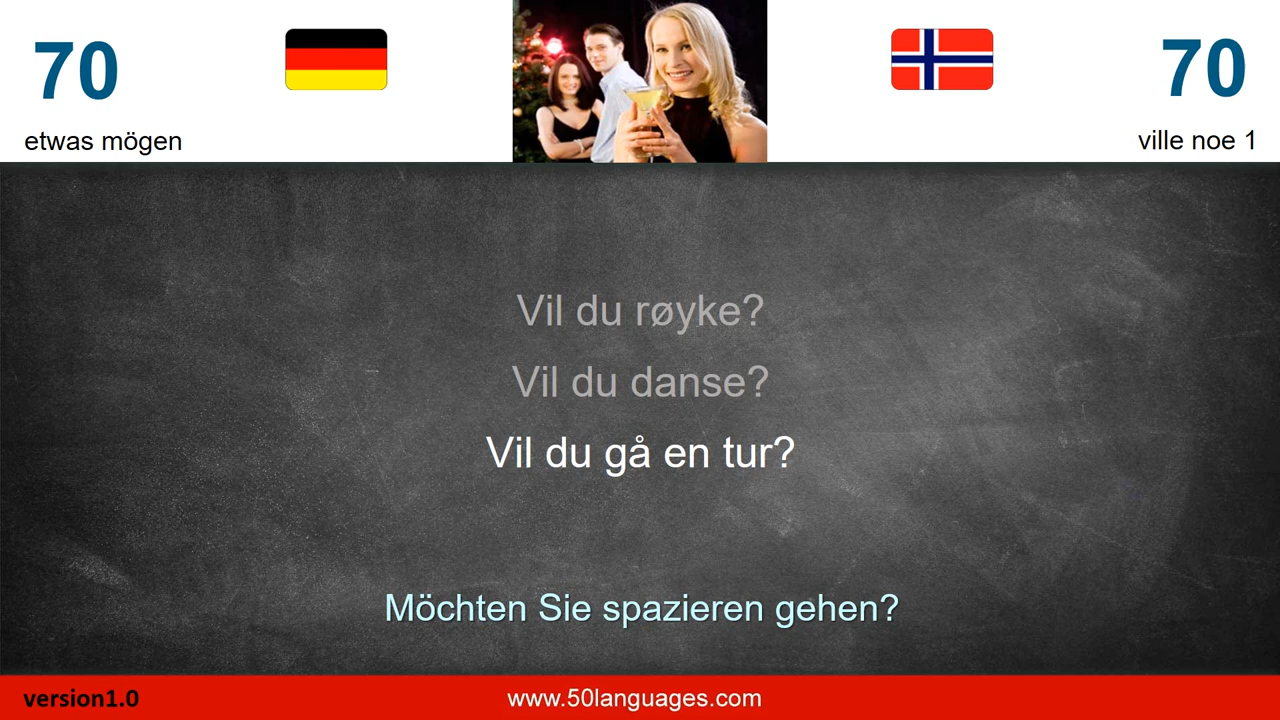 70
70
etwas mögen
ville noe 1
Vil du røyke?
Vil du danse?
Vil du gå en tur?
Möchten Sie spazieren gehen?
version1.0
www.50languages.com